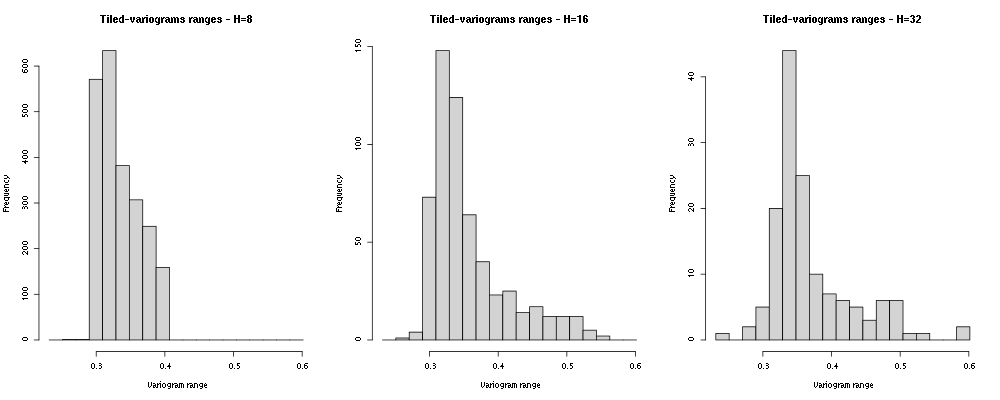 Tiled-variograms ranges - H=8
Frequency
600
500
400
300
200
100
0
0.3 0.4 0.5 0.6
Variogram range
Tiled-variograms ranges - H=16
Frequency
150
100
50
0
0.3 0.4 0.5 0.6
Variogram range
Tiled-variograms ranges - H=32
Frequency
40
30
20
10
0
0.3 0.4 0.5 0.6
Variogram range